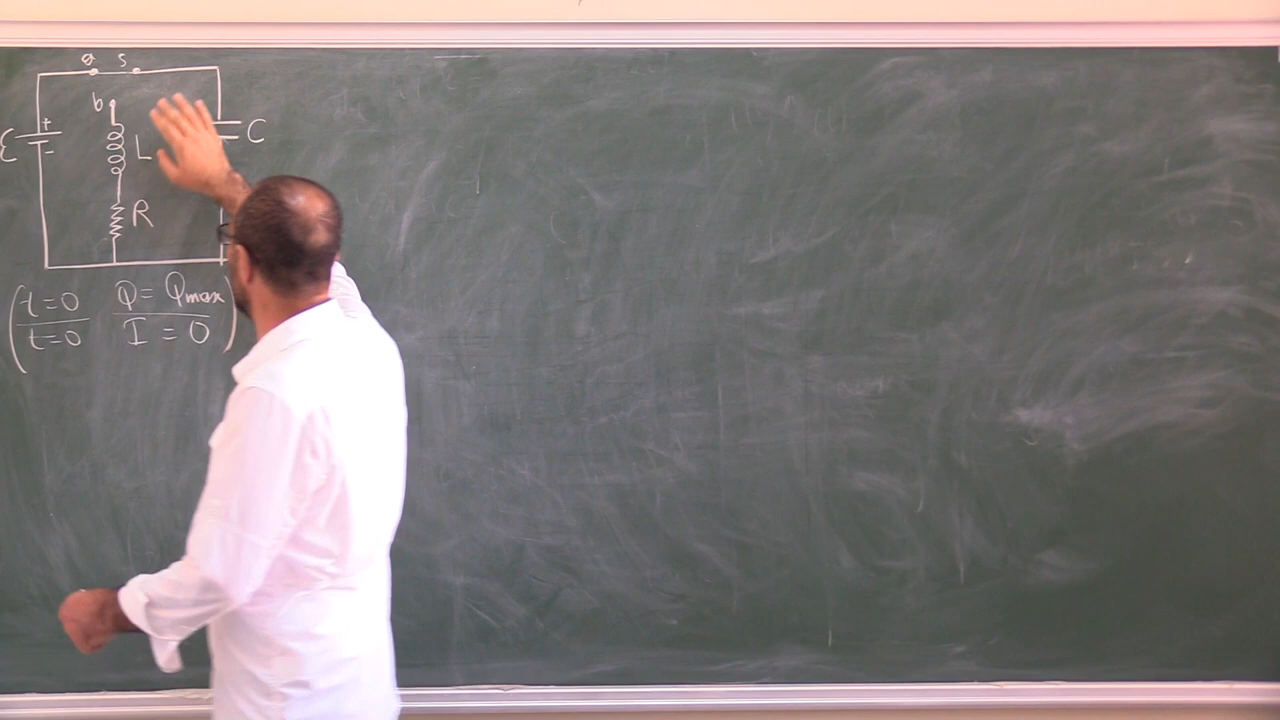 a s
b
+
ℰ
-
L
C
R
t=0 Q= Qmax
t=0 I = 0